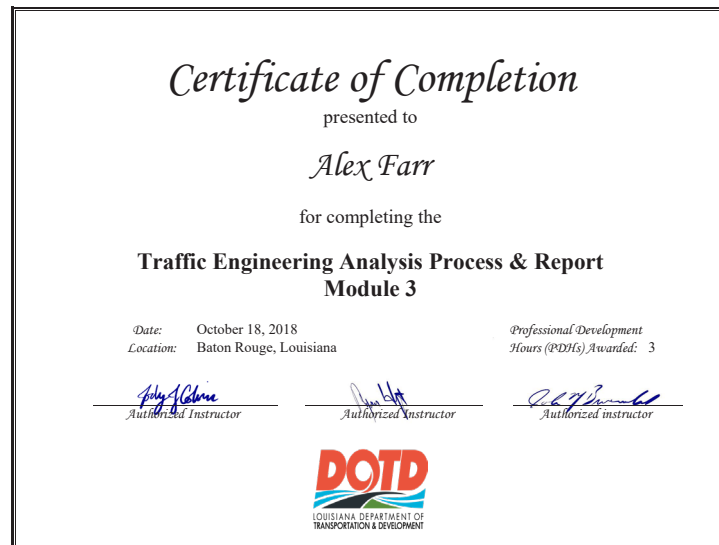 Certificate of Completion
presented to
Alex Farr
for completing the
Traffic Engineering Analysis Process & Report
Module 3
Date: October 18, 2018
Location: Baton Rouge, Louisiana
Professional Development
Hours (PDHs) Awarded: 3
Authorized Instructor
Authorized Instructor
Authorized instructor
DOTD
LOUISIANA DEPARTMENT OF
TRANSPORTATION & DEVELOPMENT